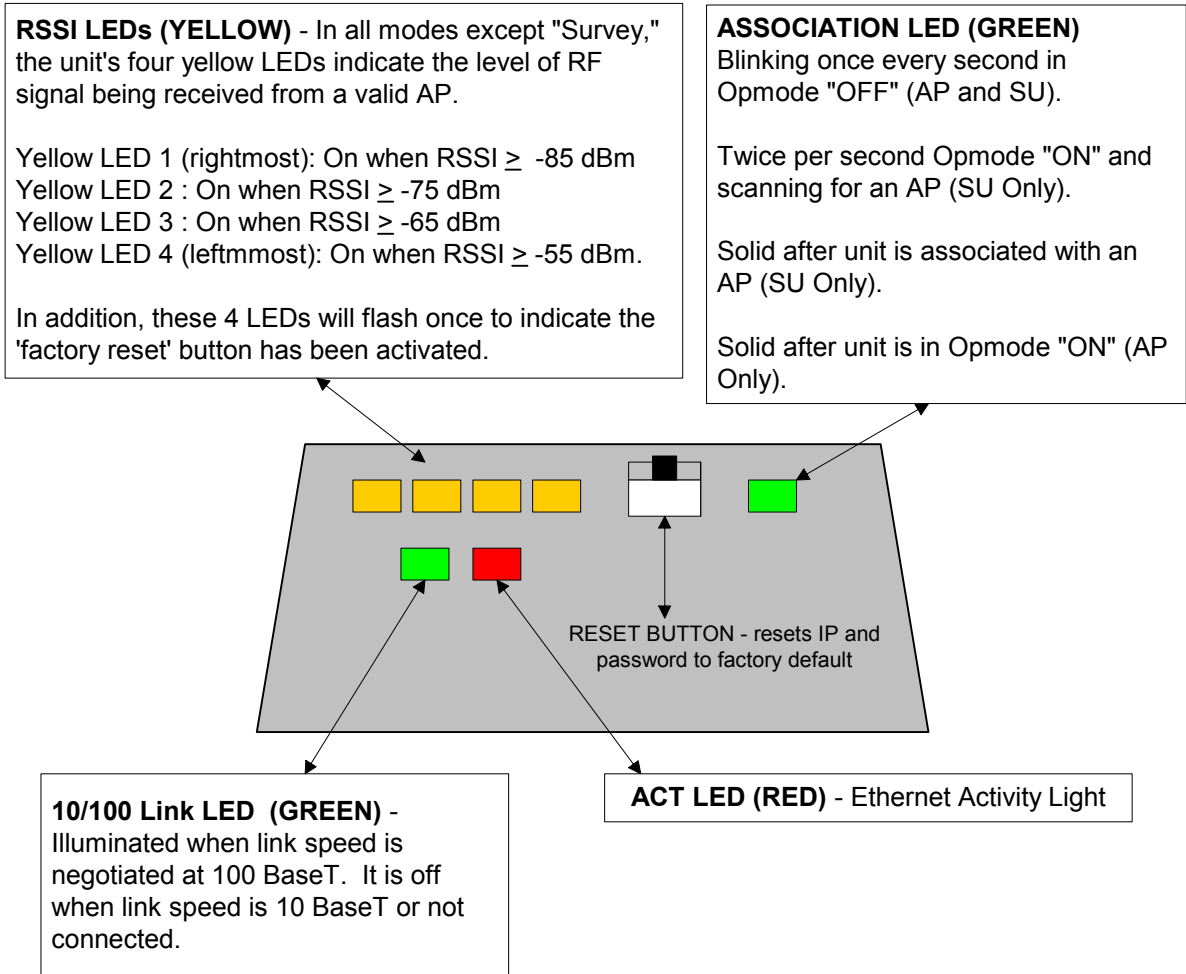 RSSI LEDs (YELLOW) - In all modes except "Survey,"
the unit's four yellow LEDs indicate the level of RF
signal being received from a valid AP.
Yellow LED 1 (rightmost): On when RSSI ≥ -85 dBm
Yellow LED 2 : On when RSSI ≥ -75 dBm
Yellow LED 3 : On when RSSI ≥ -65 dBm
Yellow LED 4 (leftmmost): On when RSSI ≥ -55 dBm.
In addition, these 4 LEDs will flash once to indicate the
'factory reset' button has been activated.
ASSOCIATION LED (GREEN)
Blinking once every second in
Opmode "OFF" (AP and SU).
Twice per second Opmode "ON" and
scanning for an AP (SU Only).
Solid after unit is associated with an
AP (SU Only).
Solid after unit is in Opmode "ON" (AP
Only).
RESET BUTTON - resets IP and
password to factory default
10/100 Link LED (GREEN) -
Illuminated when link speed is
negotiated at 100 BaseT. It is off
when link speed is 10 BaseT or not
connected.
ACT LED (RED) - Ethernet Activity Light